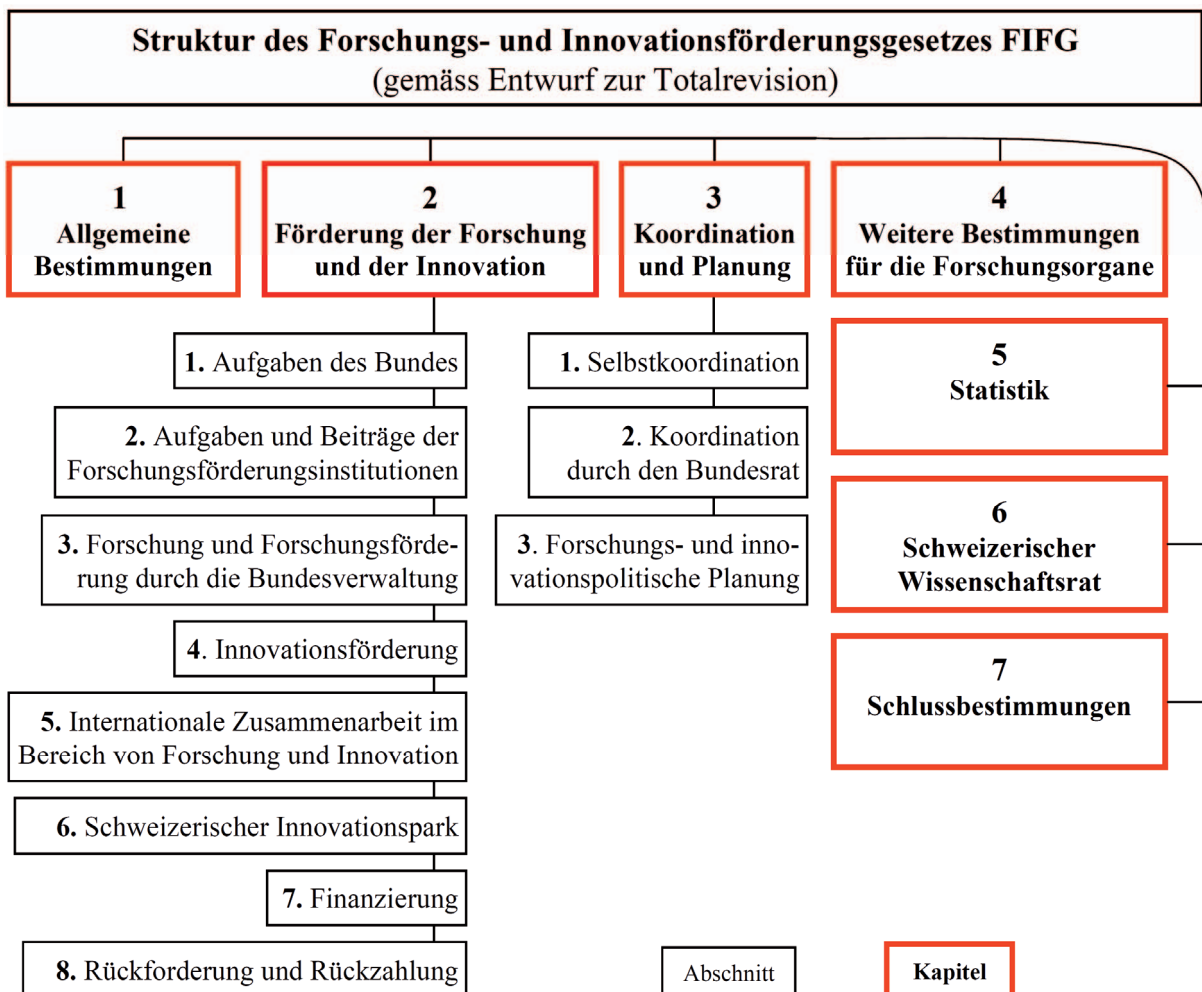 Struktur des Forschungs- und Innovationsförderungsgesetzes FIFG
(gemäss Entwurf zur Totalrevision)
1
Allgemeine
Bestimmungen
2
Förderung der Forschung
und der Innovation
3
Koordination
und Planung
4
Weitere Bestimmungen
für die Forschungsorgane
1. Aufgaben des Bundes
2. Aufgaben und Beiträge der
Forschungsförderungsinstitutionen
3. Forschung und Forschungsförde-
rung durch die Bundesverwaltung
4. Innovationsförderung
5. Internationale Zusammenarbeit im
Bereich von Forschung und Innovation
6. Schweizerischer Innovationspark
7. Finanzierung
8. Rückforderung und Rückzahlung
1. Selbstkoordination
2. Koordination
durch den Bundesrat
3. Forschungs- und inno-
vationspolitische Planung
5
Statistik
6
Schweizerischer
Wissenschaftsrat
7
Schlussbestimmungen
Abschnitt
Kapitel